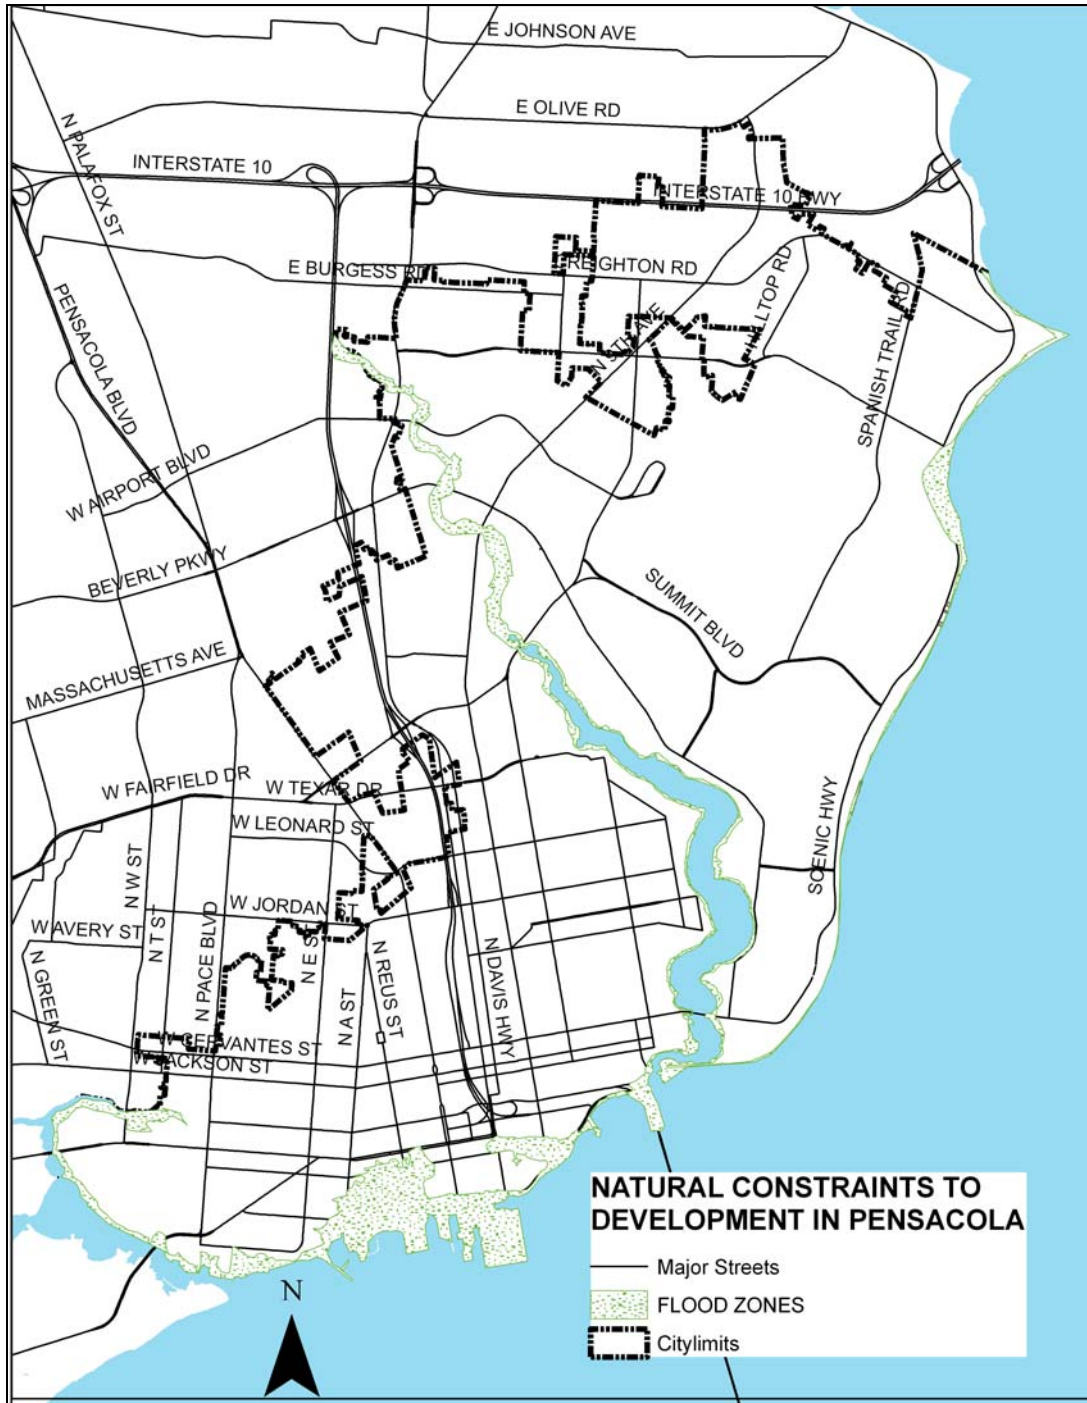 E JOHNSON AVE
E OLIVE RD
N PALAFOX ST
INTERSTATE 10
INTERSTATE 10 HWY
E BURGESS RD
CREIGHTON RD
HILLTOP RD
PENSACOLA BLVD
N 9TH AVE
SPANISH TRAIL RD
W AIRPORT BLVD
BEVERLY PKWY
SUMMIT BLVD
MASSACHUSETTS AVE
W FAIRFIELD DR
W TEXAR DR
W LEONARD ST
SCENIC HWY
N W ST
W JORDAN ST
W AVERY ST
N T ST
N PACE BLVD
N E ST
N GREEN ST
N A ST
N REUS ST
N DAVIS HWY
W CERVANTES ST
W JACKSON ST
NATURAL CONSTRAINTS TO
DEVELOPMENT IN PENSACOLA
Major Streets
FLOOD ZONES
Citylimits
N